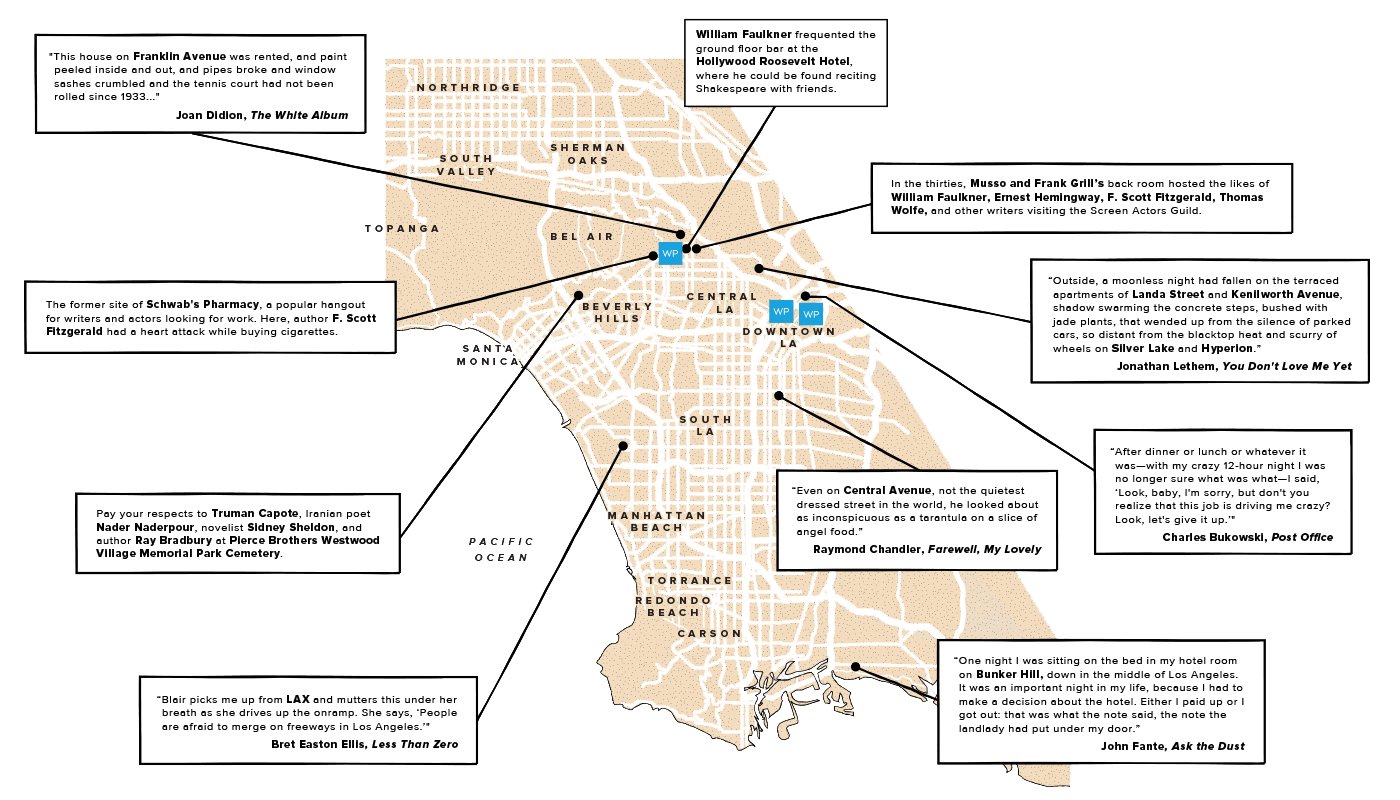 "This house on Franklin Avenue was rented, and paint
peeled inside and out, and pipes broke and window
sashes crumbled and the tennis court had not been
rolled since 1933..."
Joan Didion, The White Album
William Faulkner frequented the
ground floor bar at the
Hollywood Roosevelt Hotel,
where he could be found reciting
Shakespeare with friends.
In the thirties, Musso and Frank Grill's back room hosted the likes of
William Faulkner, Ernest Hemingway, F. Scott Fitzgerald, Thomas
Wolfe, and other writers visiting the Screen Actors Guild.
The former site of Schwab's Pharmacy, a popular hangout
for writers and actors looking for work. Here, author F. Scott
Fitzgerald had a heart attack while buying cigarettes.
“Outside, a moonless night had fallen on the terraced
apartments of Landa Street and Kenilworth Avenue,
shadow swarming the concrete steps, bushed with
jade plants, that wended up from the silence of parked
cars, so distant from the blacktop heat and scurry of
wheels on Silver Lake and Hyperion.”
Jonathan Lethem, You Don't Love Me Yet
Pay your respects to Truman Capote, Iranian poet
Nader Naderpour, novelist Sidney Sheldon, and
author Ray Bradbury at Pierce Brothers Westwood
Village Memorial Park Cemetery.
“Even on Central Avenue, not the quietest
dressed street in the world, he looked about
as inconspicuous as a tarantula on a slice of
angel food.”
Raymond Chandler, Farewell, My Lovely
“After dinner or lunch or whatever it
was—with my crazy 12-hour night I was
no longer sure what was what—I said,
‘Look, baby, I'm sorry, but don't you
realize that this job is driving me crazy?
Look, let's give it up.’”
Charles Bukowski, Post Office
“Blair picks me up from LAX and mutters this under her
breath as she drives up the onramp. She says, ‘People
are afraid to merge on freeways in Los Angeles.’”
Bret Easton Ellis, Less Than Zero
“One night I was sitting on the bed in my hotel room
on Bunker Hill, down in the middle of Los Angeles.
It was an important night in my life, because I had to
make a decision about the hotel. Either I paid up or I
got out: that was what the note said, the note the
landlady had put under my door.”
John Fante, Ask the Dust
NORTHRIDGE
SOUTH
VALLEY
SHERMAN
OAKS
TOPANGA
BEL AIR
WP
BEVERLY
HILLS
CENTRAL
LA
WP
WP
DOWNTOWN
LA
SANTA
MONICA
SOUTH
LA
MANHATTAN
BEACH
PACIFIC
OCEAN
TORRANCE
REDONDO
BEACH
CARSON